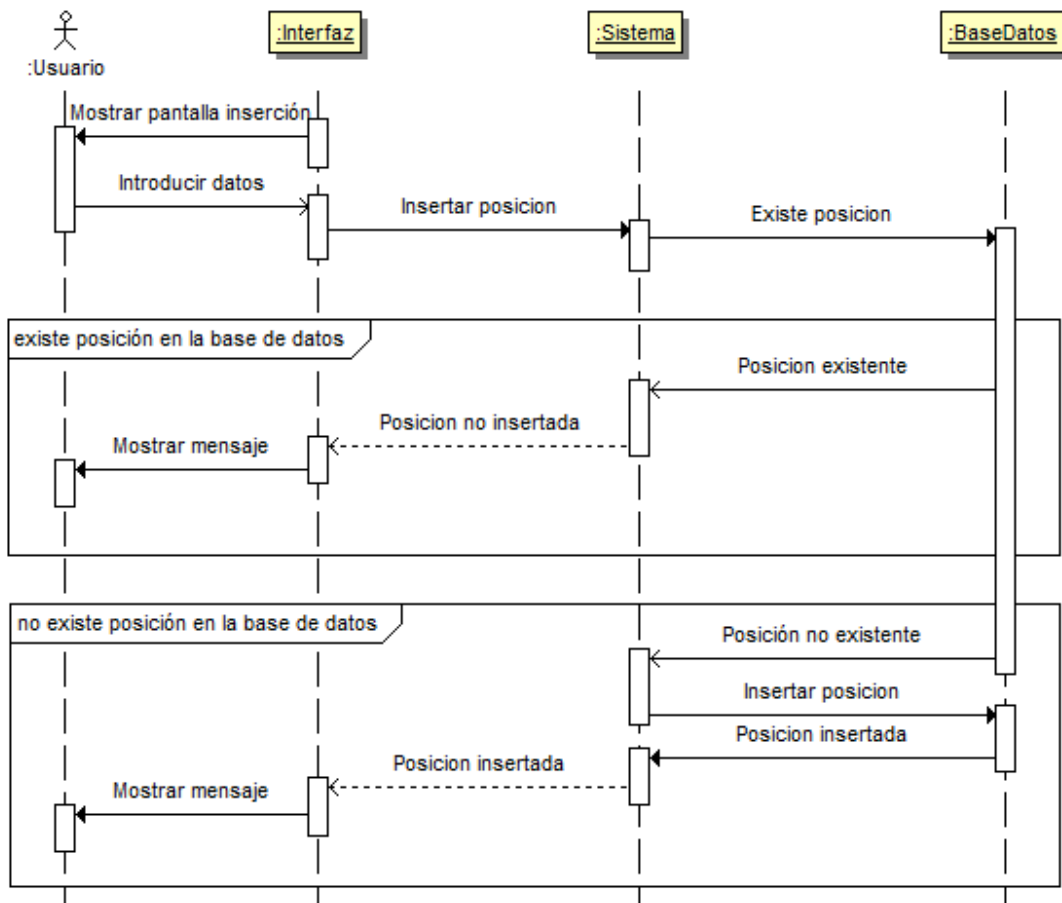 :Interfaz
:Sistema
:BaseDatos
:Usuario
Mostrar pantalla inserción
Introducir datos
Insertar posicion
Existe posicion
existe posición en la base de datos
Posicion existente
Posicion no insertada
Mostrar mensaje
no existe posición en la base de datos
Posición no existente
Insertar posicion
Posicion insertada
Posicion insertada
Mostrar mensaje